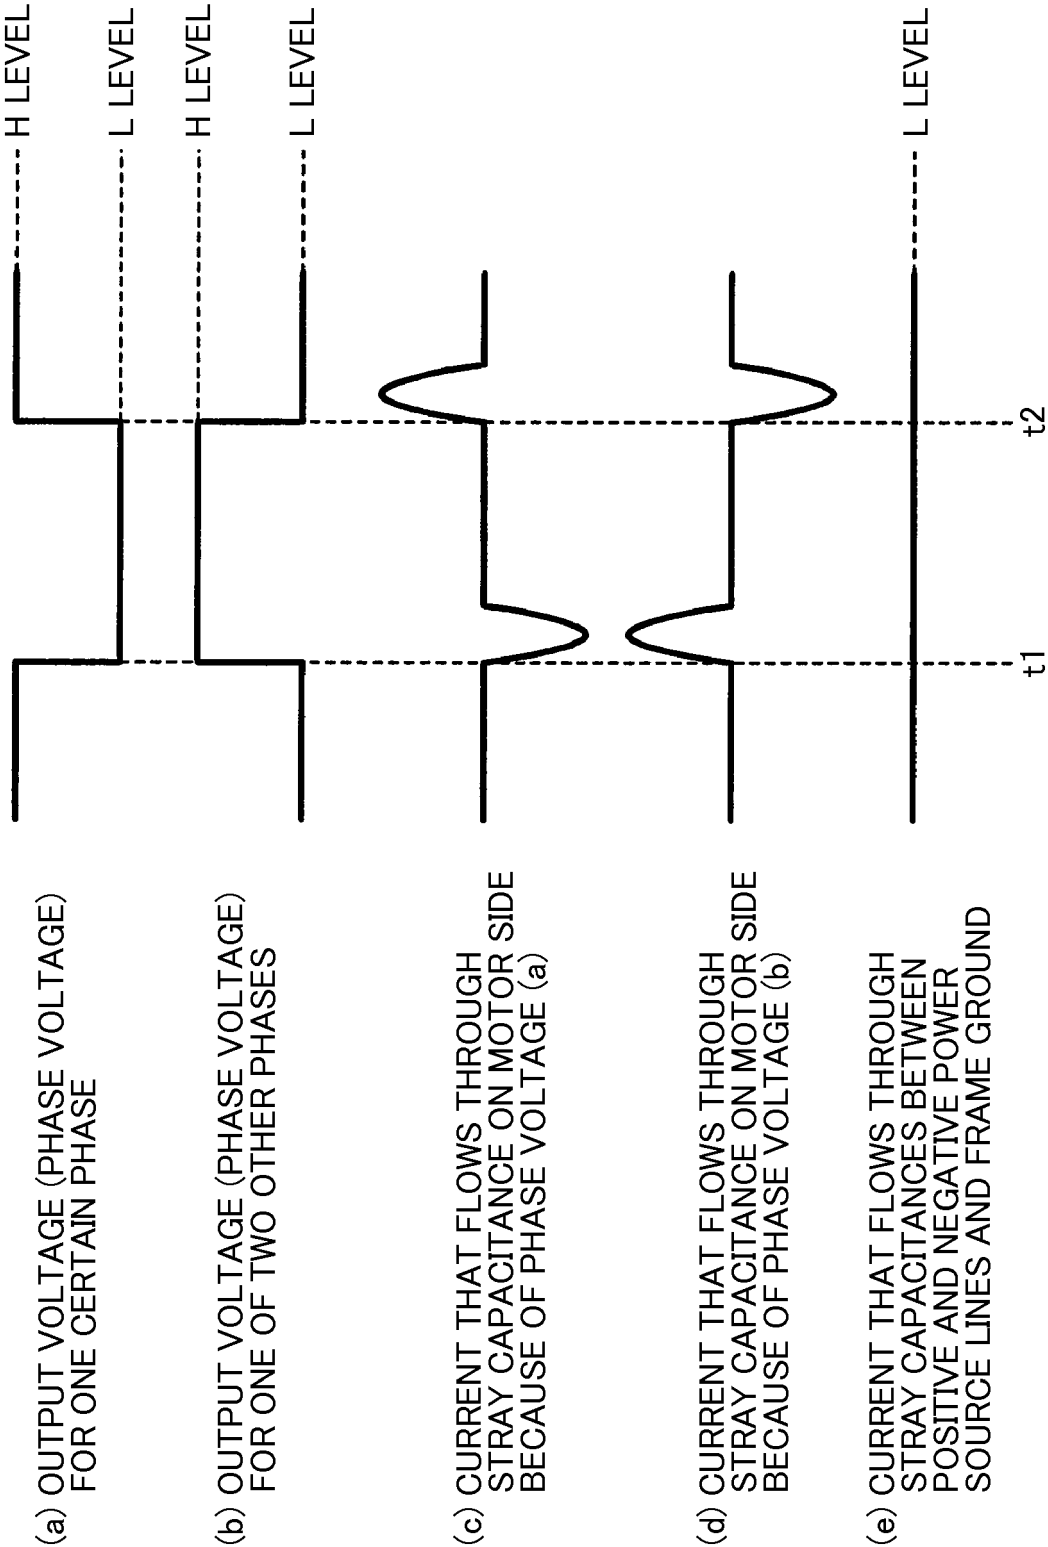 (a) OUTPUT VOLTAGE (PHASE VOLTAGE)
FOR ONE CERTAIN PHASE
H LEVEL
L LEVEL
(b) OUTPUT VOLTAGE (PHASE VOLTAGE)
FOR ONE OF TWO OTHER PHASES
H LEVEL
L LEVEL
(c) CURRENT THAT FLOWS THROUGH
STRAY CAPACITANCE ON MOTOR SIDE
BECAUSE OF PHASE VOLTAGE (a)
(d) CURRENT THAT FLOWS THROUGH
STRAY CAPACITANCE ON MOTOR SIDE
BECAUSE OF PHASE VOLTAGE (b)
(e) CURRENT THAT FLOWS THROUGH
STRAY CAPACITANCES BETWEEN
POSITIVE AND NEGATIVE POWER
SOURCE LINES AND FRAME GROUND
L LEVEL
t1
t2